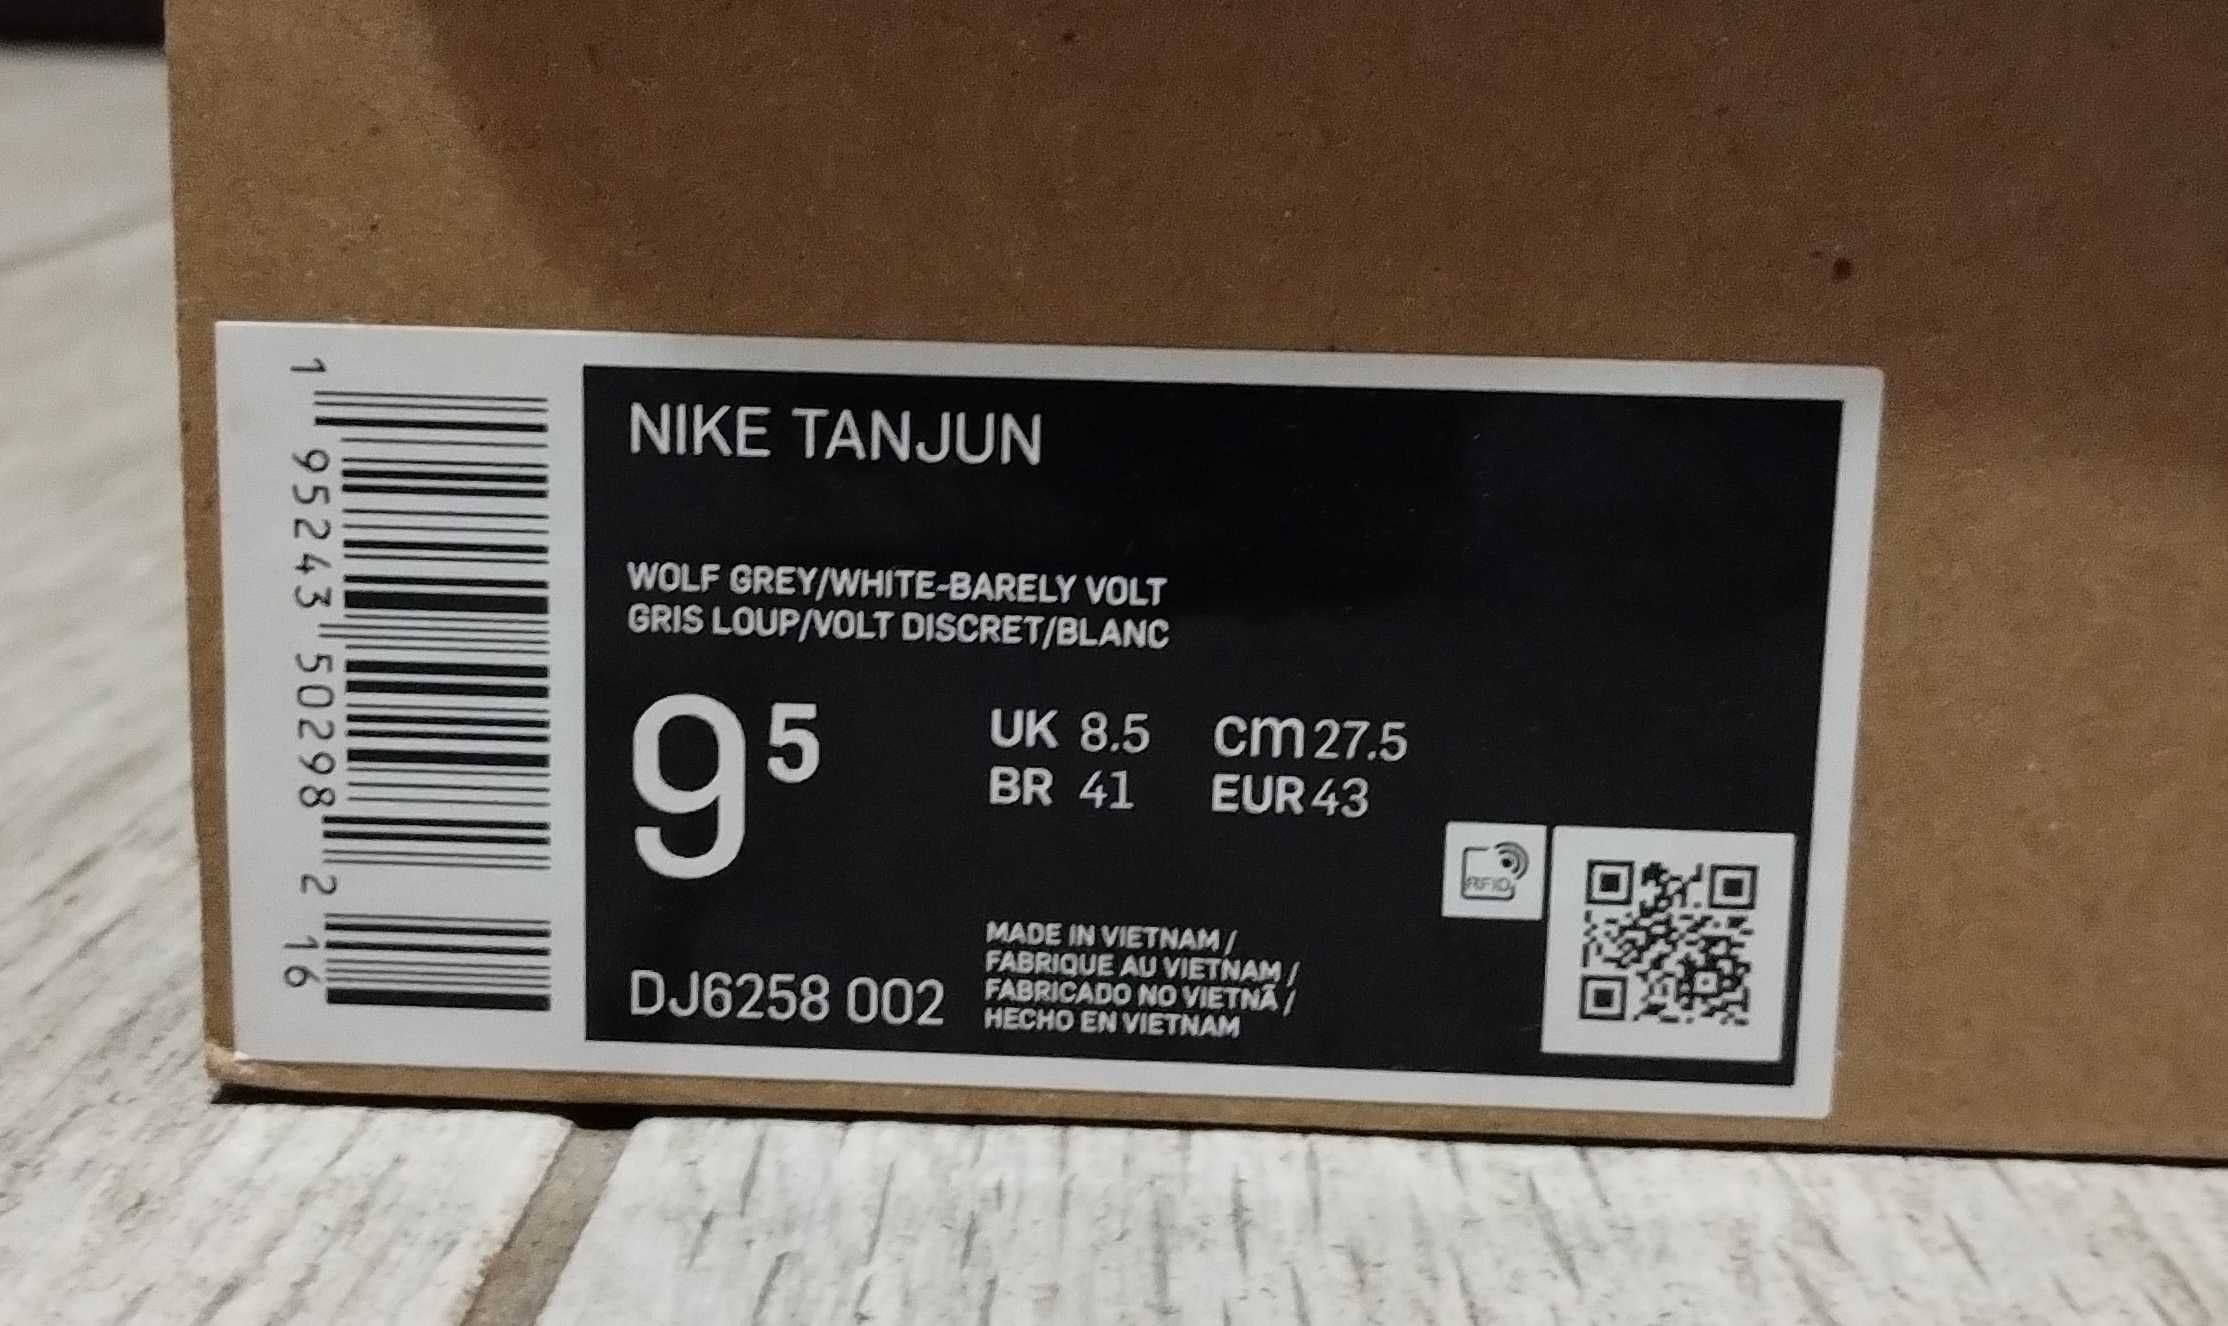 NIKE TANJUN
WOLF GREY/WHITE-BARELY VOLT
GRIS LOUP/VOLT DISCRET/BLANC
9 5
UK 8.5 cm 27.5
BR 41 EUR 43
RFID
DJ6258 002
MADE IN VIETNAM /
FABRIQUE AU VIETNAM /
FABRICADO NO VIETNÃ /
HECHO EN VIETNAM
1 95243 50298 2 16